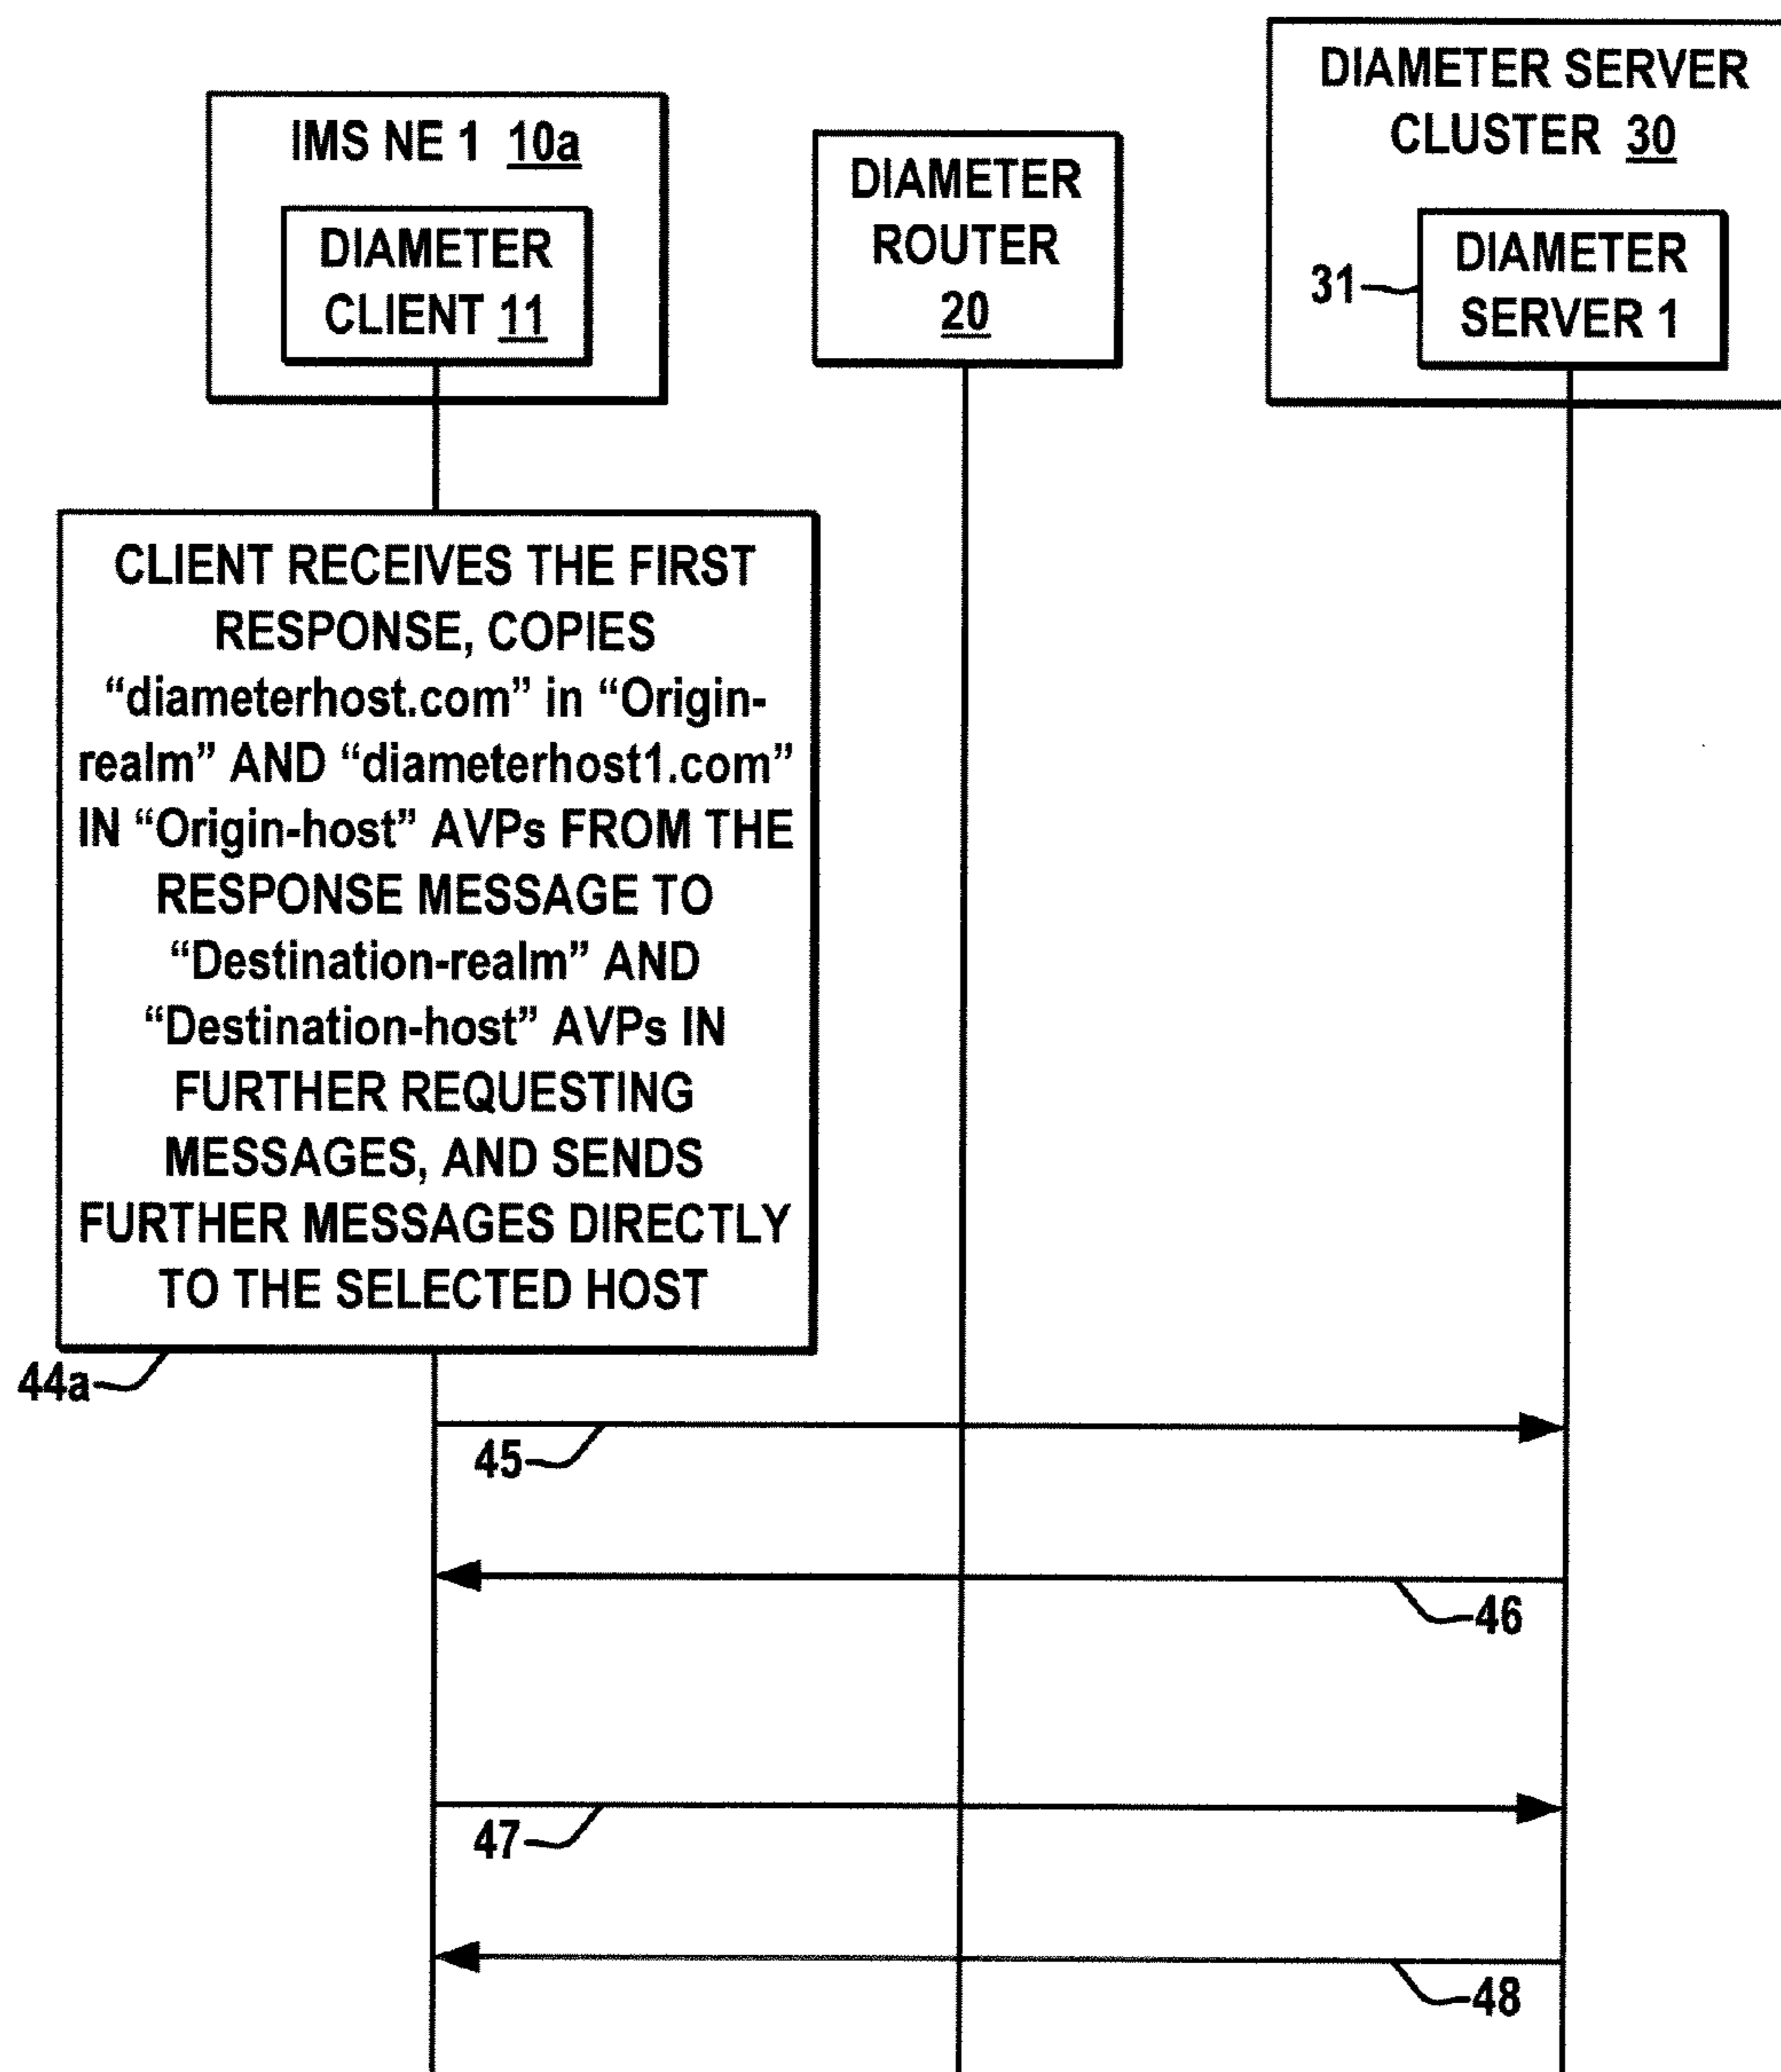 IMS NE 1 10a
DIAMETER
CLIENT 11
DIAMETER
ROUTER
20
DIAMETER SERVER
CLUSTER 30
31
DIAMETER
SERVER 1
CLIENT RECEIVES THE FIRST
RESPONSE, COPIES
“diameterhost.com” in “Origin-
realm” AND “diameterhost1.com”
IN “Origin-host” AVPs FROM THE
RESPONSE MESSAGE TO
“Destination-realm” AND
“Destination-host” AVPs IN
FURTHER REQUESTING
MESSAGES, AND SENDS
FURTHER MESSAGES DIRECTLY
TO THE SELECTED HOST
44a
45
46
47
48